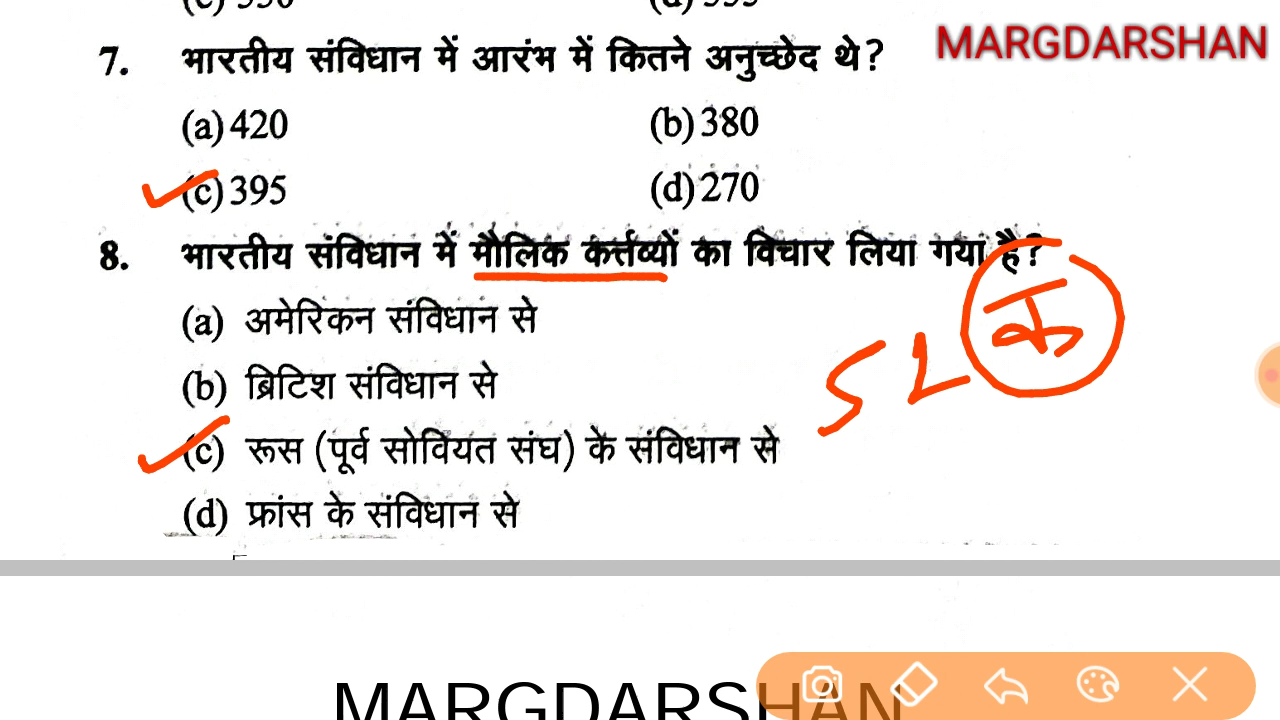 MARGDARSHAN
7. भारतीय संविधान में आरंभ में कितने अनुच्छेद थे?
(a) 420 (b) 380
(c) 395 (d) 270
8. भारतीय संविधान में मौलिक कर्त्तव्यों का विचार लिया गया है?
(a) अमेरिकन संविधान से
(b) ब्रिटिश संविधान से
(c) रूस (पूर्व सोवियत संघ) के संविधान से
(d) फ्रांस के संविधान से
51 क
MARGDARSHAN